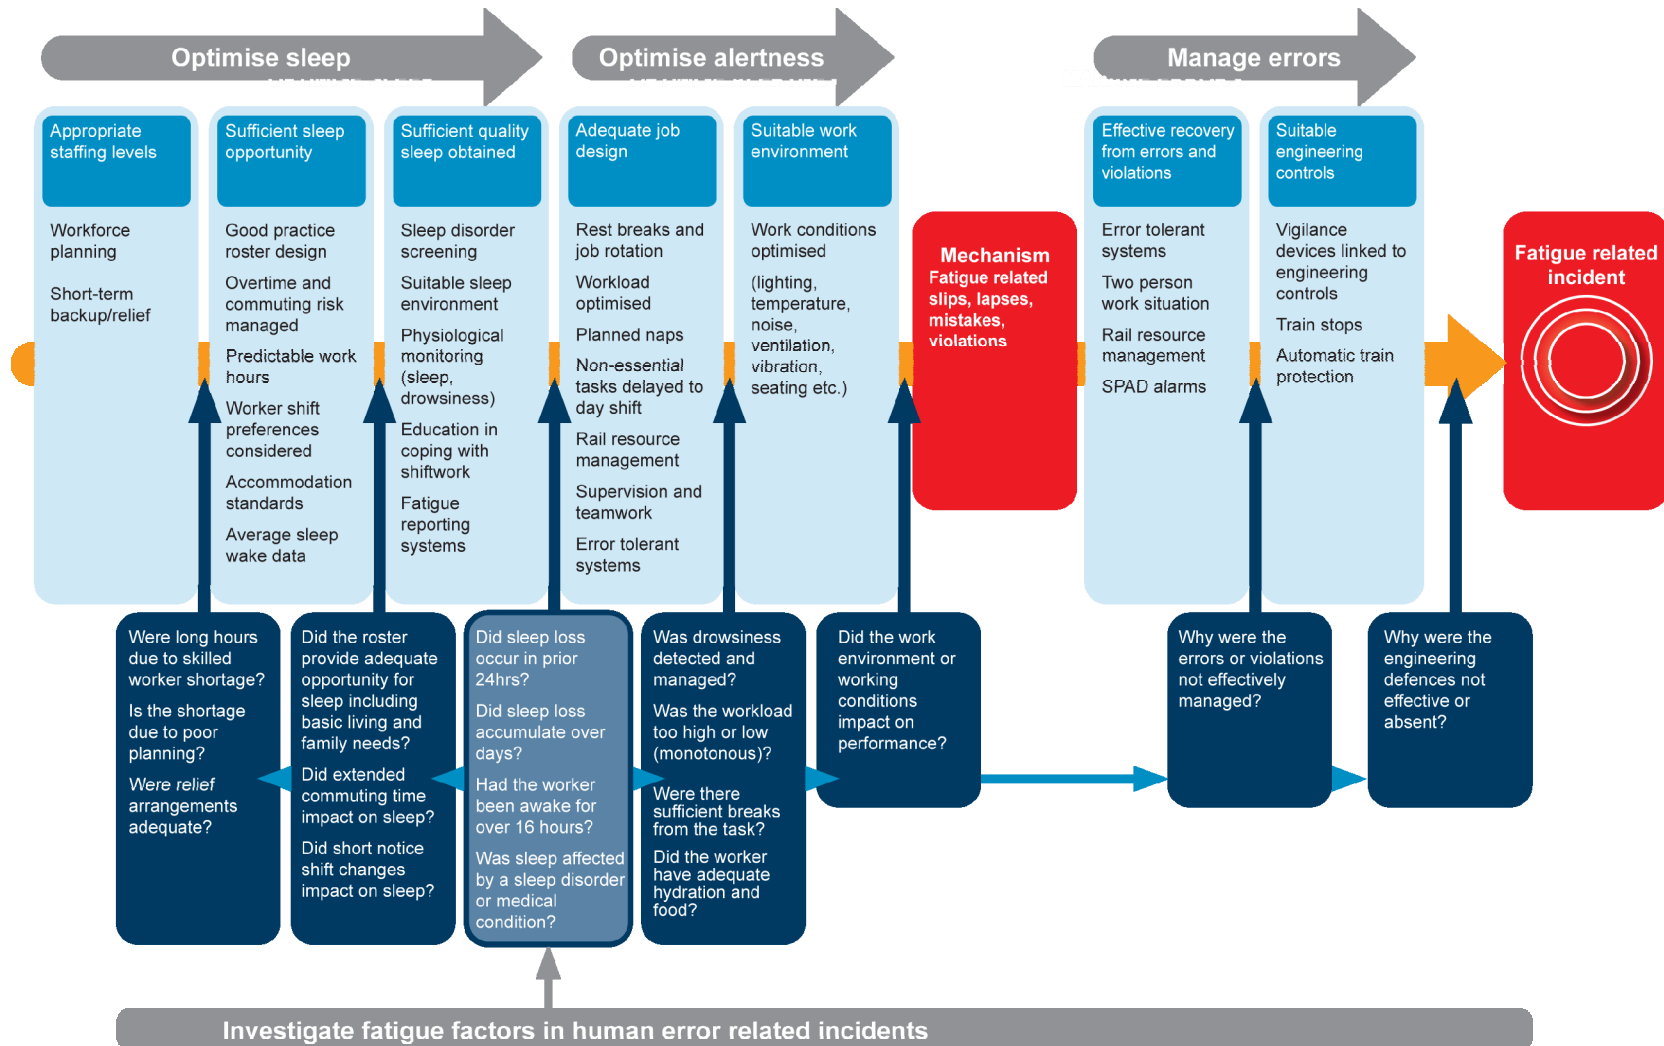 Optimise sleep
Optimise alertness
Manage errors
Appropriate
staffing levels
Workforce
planning
Short-term
backup/relief
Sufficient sleep
opportunity
Good practice
roster design
Overtime and
commuting risk
managed
Predictable work
hours
Worker shift
preferences
considered
Accommodation
standards
Average sleep
wake data
Sufficient quality
sleep obtained
Sleep disorder
screening
Suitable sleep
environment
Physiological
monitoring
(sleep,
drowsiness)
Education in
coping with
shiftwork
Fatigue
reporting
systems
Adequate job
design
Rest breaks and
job rotation
Workload
optimised
Planned naps
Non-essential
tasks delayed to
day shift
Rail resource
management
Supervision and
teamwork
Error tolerant
systems
Suitable work
environment
Work conditions
optimised
(lighting,
temperature,
noise,
ventilation,
vibration,
seating etc.)
Mechanism
Fatigue related
slips, lapses,
mistakes,
violations
Effective recovery
from errors and
violations
Error tolerant
systems
Two person
work situation
Rail resource
management
SPAD alarms
Suitable
engineering
controls
Vigilance
devices linked to
engineering
controls
Train stops
Automatic train
protection
Fatigue related
incident
Were long hours
due to skilled
worker shortage?
Is the shortage
due to poor
planning?
Were relief
arrangements
adequate?
Did the roster
provide adequate
opportunity for
sleep including
basic living and
family needs?
Did extended
commuting time
impact on sleep?
Did short notice
shift changes
impact on sleep?
Did sleep loss
occur in prior
24hrs?
Did sleep loss
accumulate over
days?
Had the worker
been awake for
over 16 hours?
Was sleep affected
by a sleep disorder
or medical
condition?
Was drowsiness
detected and
managed?
Was the workload
too high or low
(monotonous)?
Were there
sufficient breaks
from the task?
Did the worker
have adequate
hydration and
food?
Did the work
environment or
working
conditions
impact on
performance?
Why were the
errors or violations
not effectively
managed?
Why were the
engineering
defences not
effective or
absent?
Investigate fatigue factors in human error related incidents